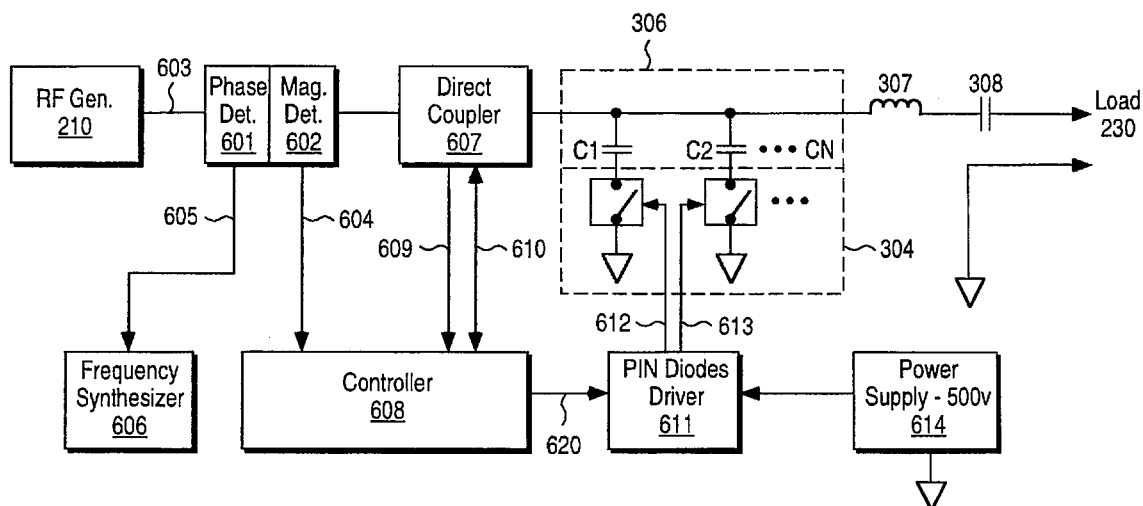 306
603
307
308
RF Gen.
210
Phase
Det.
601
Mag.
Det.
602
Direct
Coupler
607
Load
230
C1
C2
••• CN
•••
605
604
609
610
304
612
613
Frequency
Synthesizer
606
Controller
608
620
PIN Diodes
Driver
611
Power
Supply - 500v
614